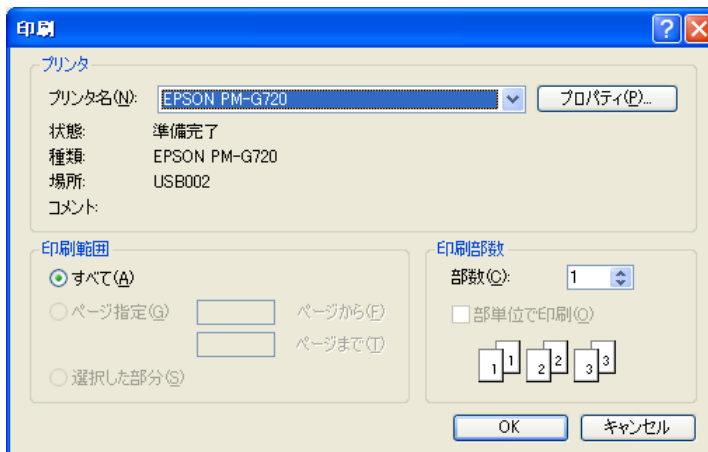 印刷
プリンタ
プリンタ名(N): EPSON PM-G720 プロパティ(P)...
状態: 準備完了
種類: EPSON PM-G720
場所: USB002
コメント:
印刷範囲
すべて(A)
ページ指定(G) ページから(F)
ページまで(T)
選択した部分(S)
印刷部数
部数(C): 1
部単位で印刷(O)
1 1 2 2 3 3
OK キャンセル